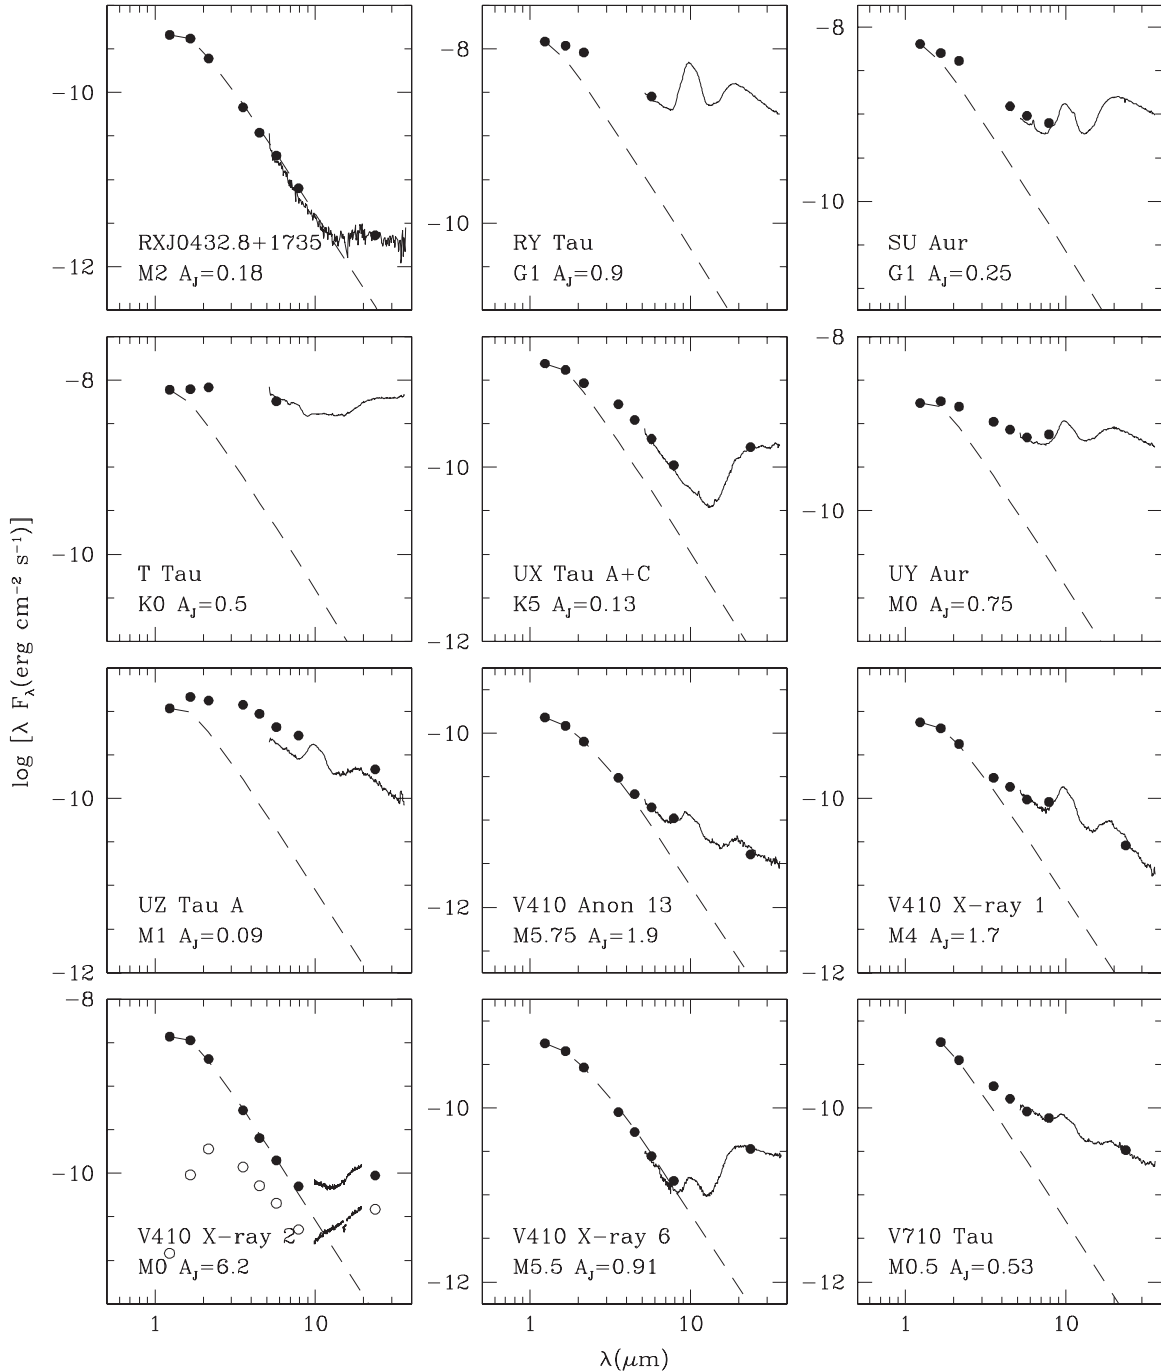 −10
−12
RXJ0432.8+1735
M2 A_J=0.18
−8
−10
RY Tau
G1 A_J=0.9
−8
−10
SU Aur
G1 A_J=0.25
−8
−10
T Tau
K0 A_J=0.5
−10
−12
UX Tau A+C
K5 A_J=0.13
−8
−10
UY Aur
M0 A_J=0.75
log [λ F_λ(erg cm⁻² s⁻¹)]
−10
−12
UZ Tau A
M1 A_J=0.09
−10
−12
V410 Anon 13
M5.75 A_J=1.9
−10
−12
V410 X-ray 1
M4 A_J=1.7
−8
−10
V410 X-ray 2
M0 A_J=6.2
1 10
−10
−12
V410 X-ray 6
M5.5 A_J=0.91
1 10
−10
−12
V710 Tau
M0.5 A_J=0.53
1 10
λ(μm)